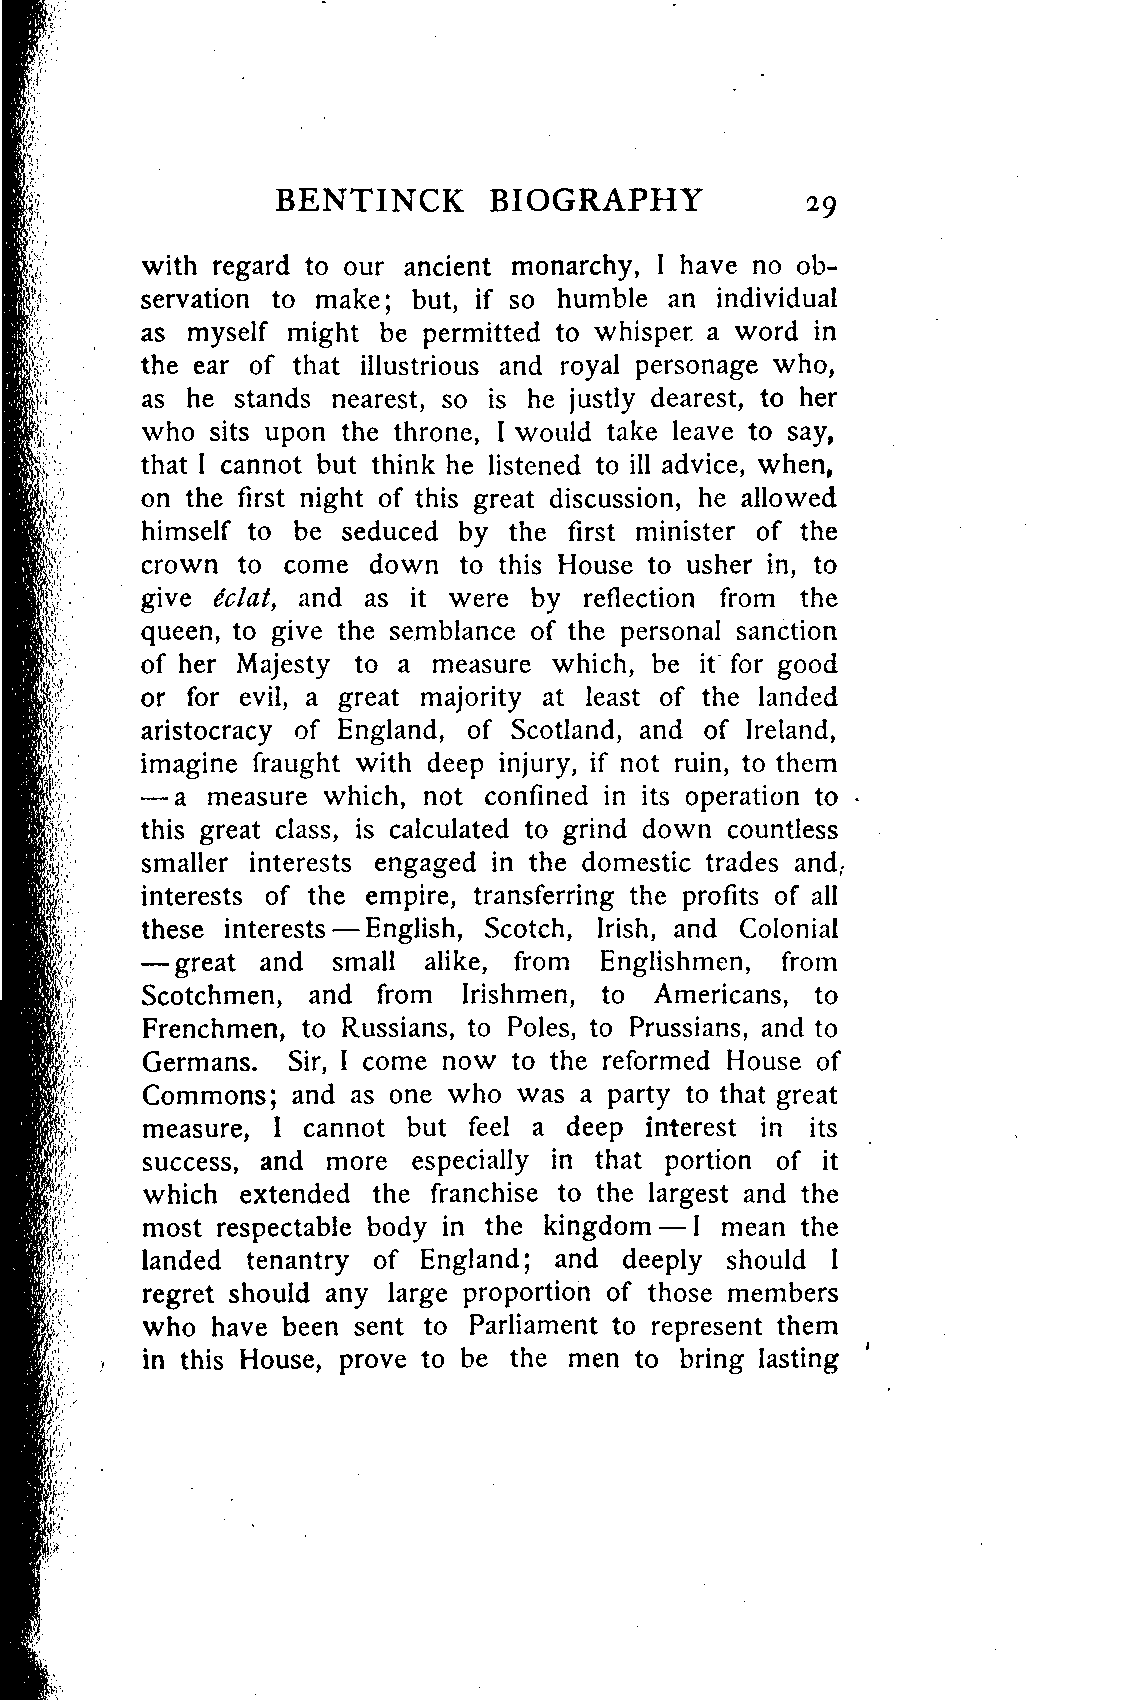 BENTINCK BIOGRAPHY 29
with regard to our ancient monarchy, I have no ob-
servation to make; but, if so humble an individual
as myself might be permitted to whisper a word in
the ear of that illustrious and royal personage who,
as he stands nearest, so is he justly dearest, to her
who sits upon the throne, I would take leave to say,
that I cannot but think he listened to ill advice, when,
on the first night of this great discussion, he allowed
himself to be seduced by the first minister of the
crown to come down to this House to usher in, to
give éclat, and as it were by reflection from the
queen, to give the semblance of the personal sanction
of her Majesty to a measure which, be it for good
or for evil, a great majority at least of the landed
aristocracy of England, of Scotland, and of Ireland,
imagine fraught with deep injury, if not ruin, to them
—a measure which, not confined in its operation to
this great class, is calculated to grind down countless
smaller interests engaged in the domestic trades and
interests of the empire, transferring the profits of all
these interests—English, Scotch, Irish, and Colonial
—great and small alike, from Englishmen, from
Scotchmen, and from Irishmen, to Americans, to
Frenchmen, to Russians, to Poles, to Prussians, and to
Germans. Sir, I come now to the reformed House of
Commons; and as one who was a party to that great
measure, I cannot but feel a deep interest in its
success, and more especially in that portion of it
which extended the franchise to the largest and the
most respectable body in the kingdom—I mean the
landed tenantry of England; and deeply should I
regret should any large proportion of those members
who have been sent to Parliament to represent them
in this House, prove to be the men to bring lasting